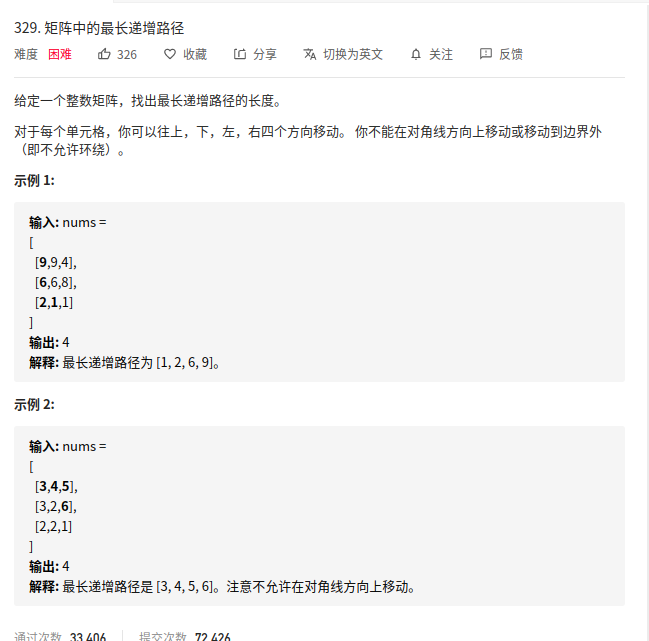 329. 矩阵中的最长递增路径
难度 困难 326 收藏 分享 切换为英文 关注 反馈
给定一个整数矩阵，找出最长递增路径的长度。
对于每个单元格，你可以往上，下，左，右四个方向移动。 你不能在对角线方向上移动或移动到边界外
（即不允许环绕）。
示例 1:
输入: nums =
[
[9,9,4],
[6,6,8],
[2,1,1]
]
输出: 4
解释: 最长递增路径为 [1, 2, 6, 9]。
示例 2:
输入: nums =
[
[3,4,5],
[3,2,6],
[2,2,1]
]
输出: 4
解释: 最长递增路径是 [3, 4, 5, 6]。注意不允许在对角线方向上移动。
通过次数 33,406 提交次数 72,426